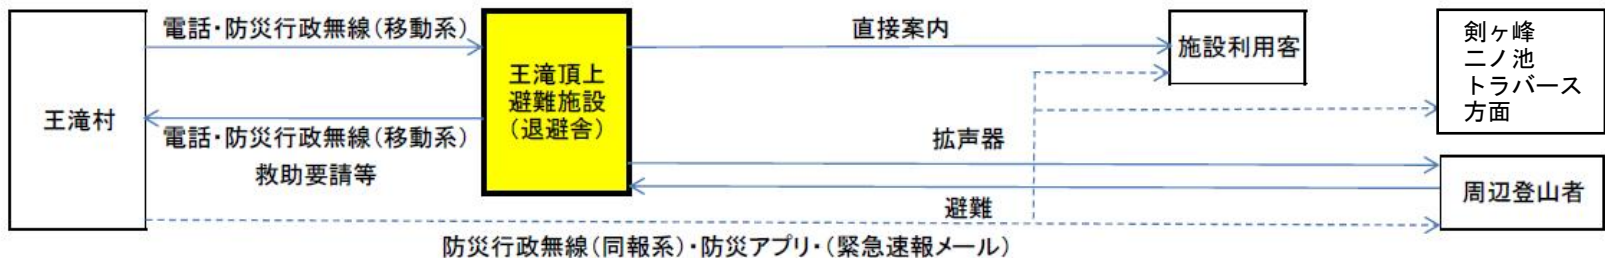 電話・防災行政無線(移動系)
直接案内
施設利用客
剣ヶ峰
二ノ池
トラバース
方面
王滝村
王滝頂上
避難施設
(退避舎)
電話・防災行政無線(移動系)
救助要請等
拡声器
避難
周辺登山者
防災行政無線(同報系)・防災アプリ・(緊急速報メール)